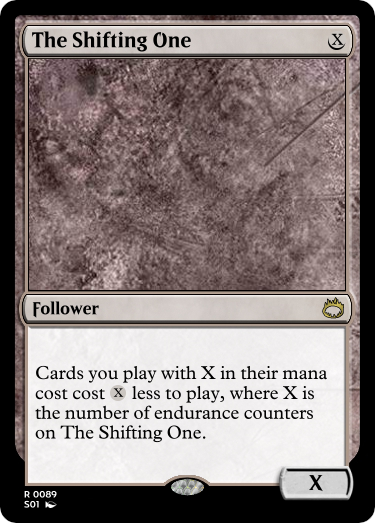 The Shifting One X
Follower
Cards you play with X in their mana
cost cost X less to play, where X is
the number of endurance counters
on The Shifting One.
X
R 0089
S01